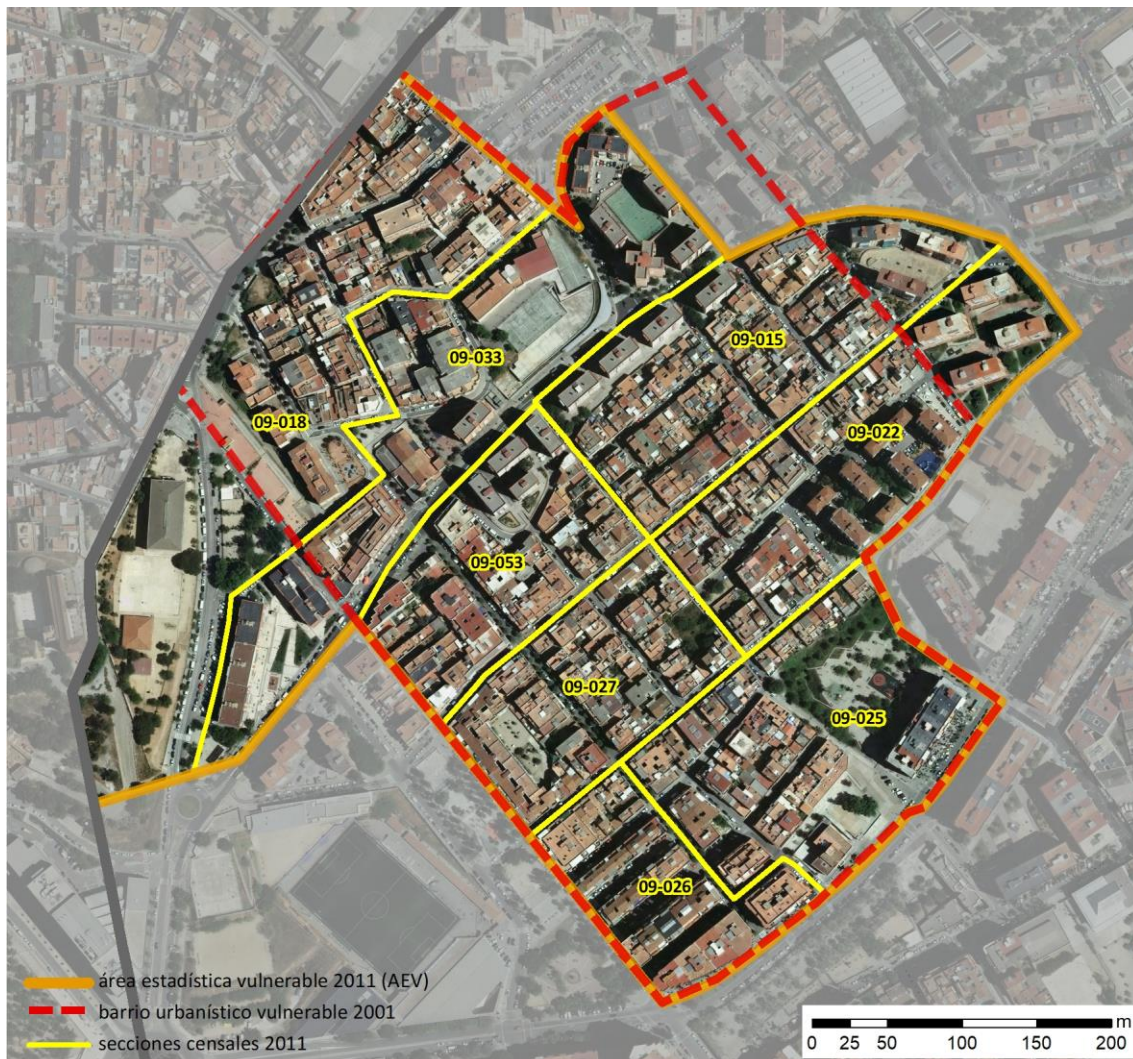 09-015
09-033
09-018
09-022
09-053
09-027
09-025
09-026
área estadística vulnerable 2011 (AEV)
barrio urbanístico vulnerable 2001
secciones censales 2011
m
0 25 50 100 150 200